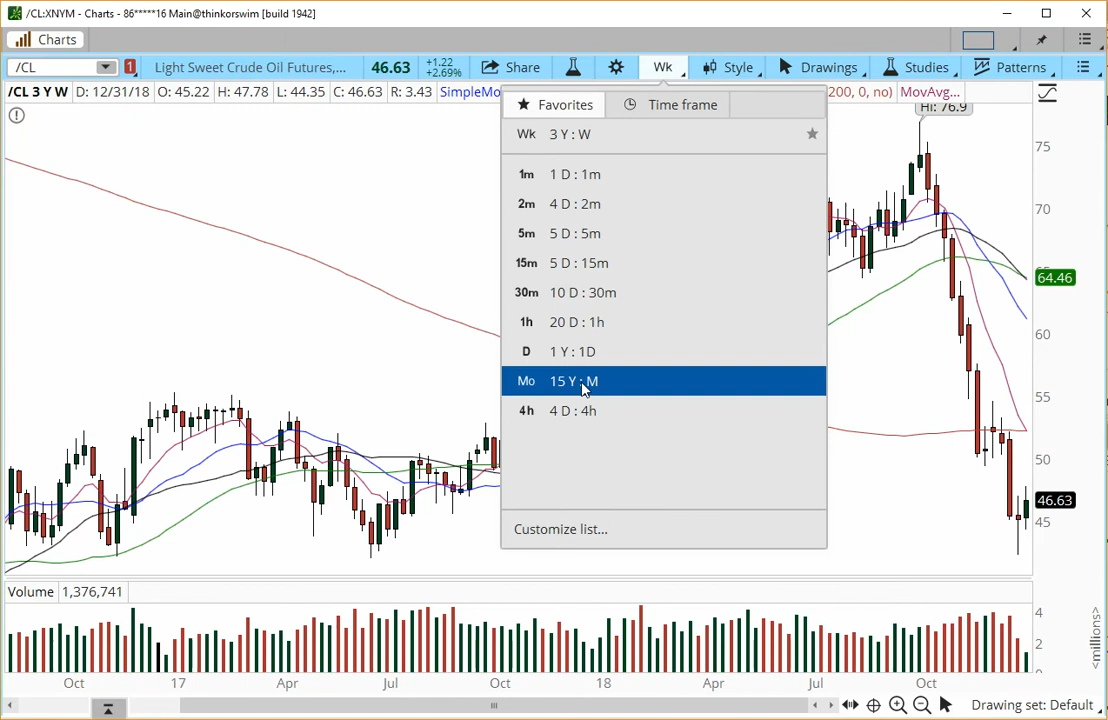 /CL:XNYM - Charts - 86*****16 Main@thinkorswim [build 1942]
Charts
/CL 1 Light Sweet Crude Oil Futures,... 46.63 +1.22 +2.69% Share Wk Style Drawings Studies Patterns
/CL 3 Y W D: 12/31/18 O: 45.22 H: 47.78 L: 44.35 C: 46.63 R: 3.43 SimpleMo 200, 0, no) MovAvg...
Favorites Time frame
Hi: 76.9
Wk 3 Y : W
1m 1 D : 1m
2m 4 D : 2m
5m 5 D : 5m
15m 5 D : 15m
30m 10 D : 30m
1h 20 D : 1h
D 1 Y : 1D
Mo 15 Y : M
4h 4 D : 4h
Customize list...
75
70
64.46
60
55
50
46.63
45
Volume 1,376,741
4
2
0
<millions>
Oct 17 Apr Jul Oct 18 Apr Jul Oct
Drawing set: Default